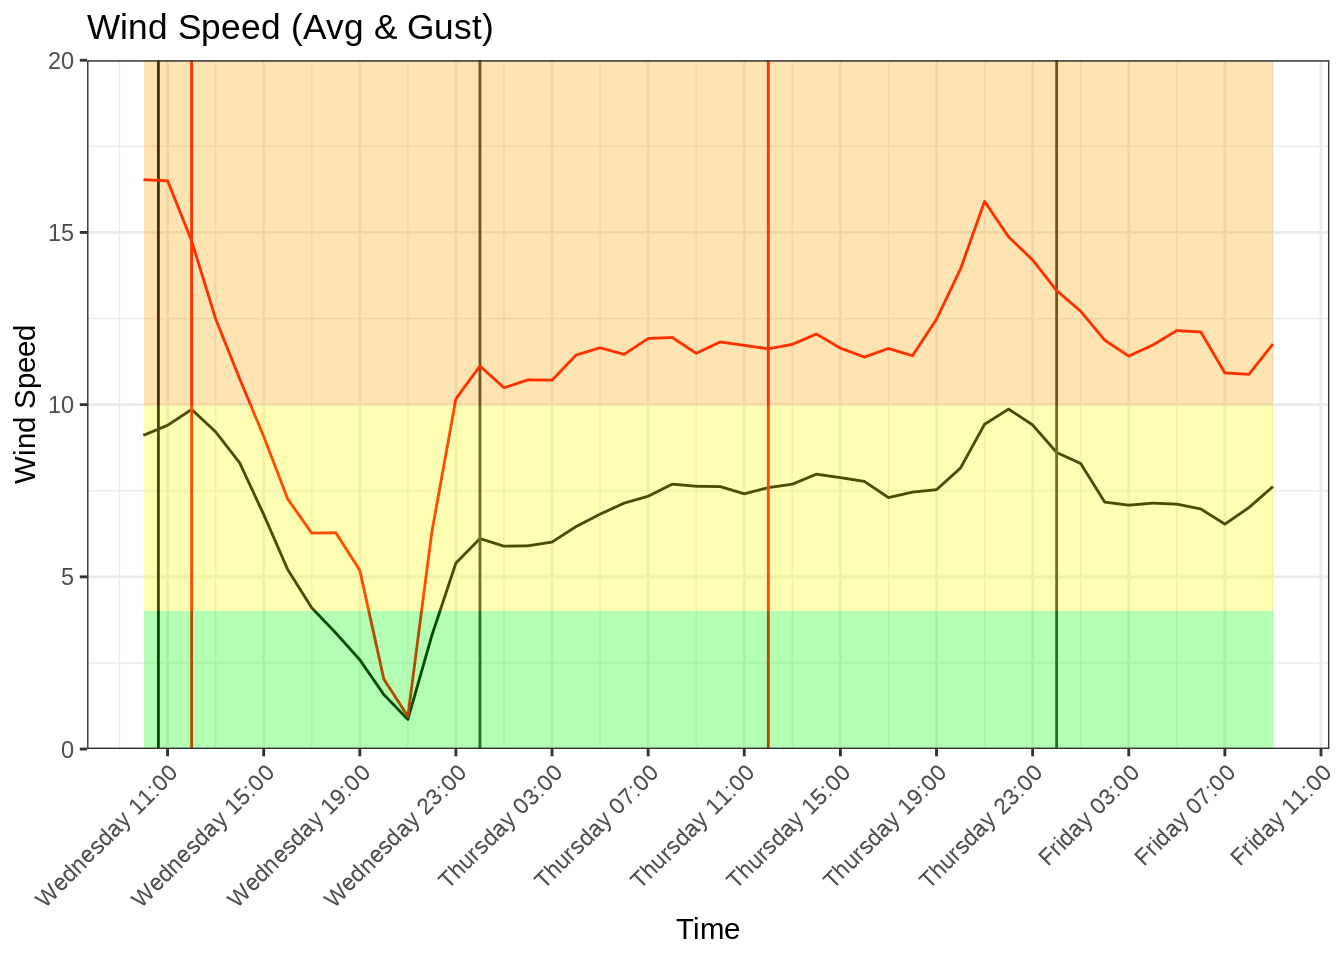 Wind Speed (Avg & Gust)
20
15
10
5
0
Wind Speed
Wednesday 11:00
Wednesday 15:00
Wednesday 19:00
Wednesday 23:00
Thursday 03:00
Thursday 07:00
Thursday 11:00
Thursday 15:00
Thursday 19:00
Thursday 23:00
Friday 03:00
Friday 07:00
Friday 11:00
Time